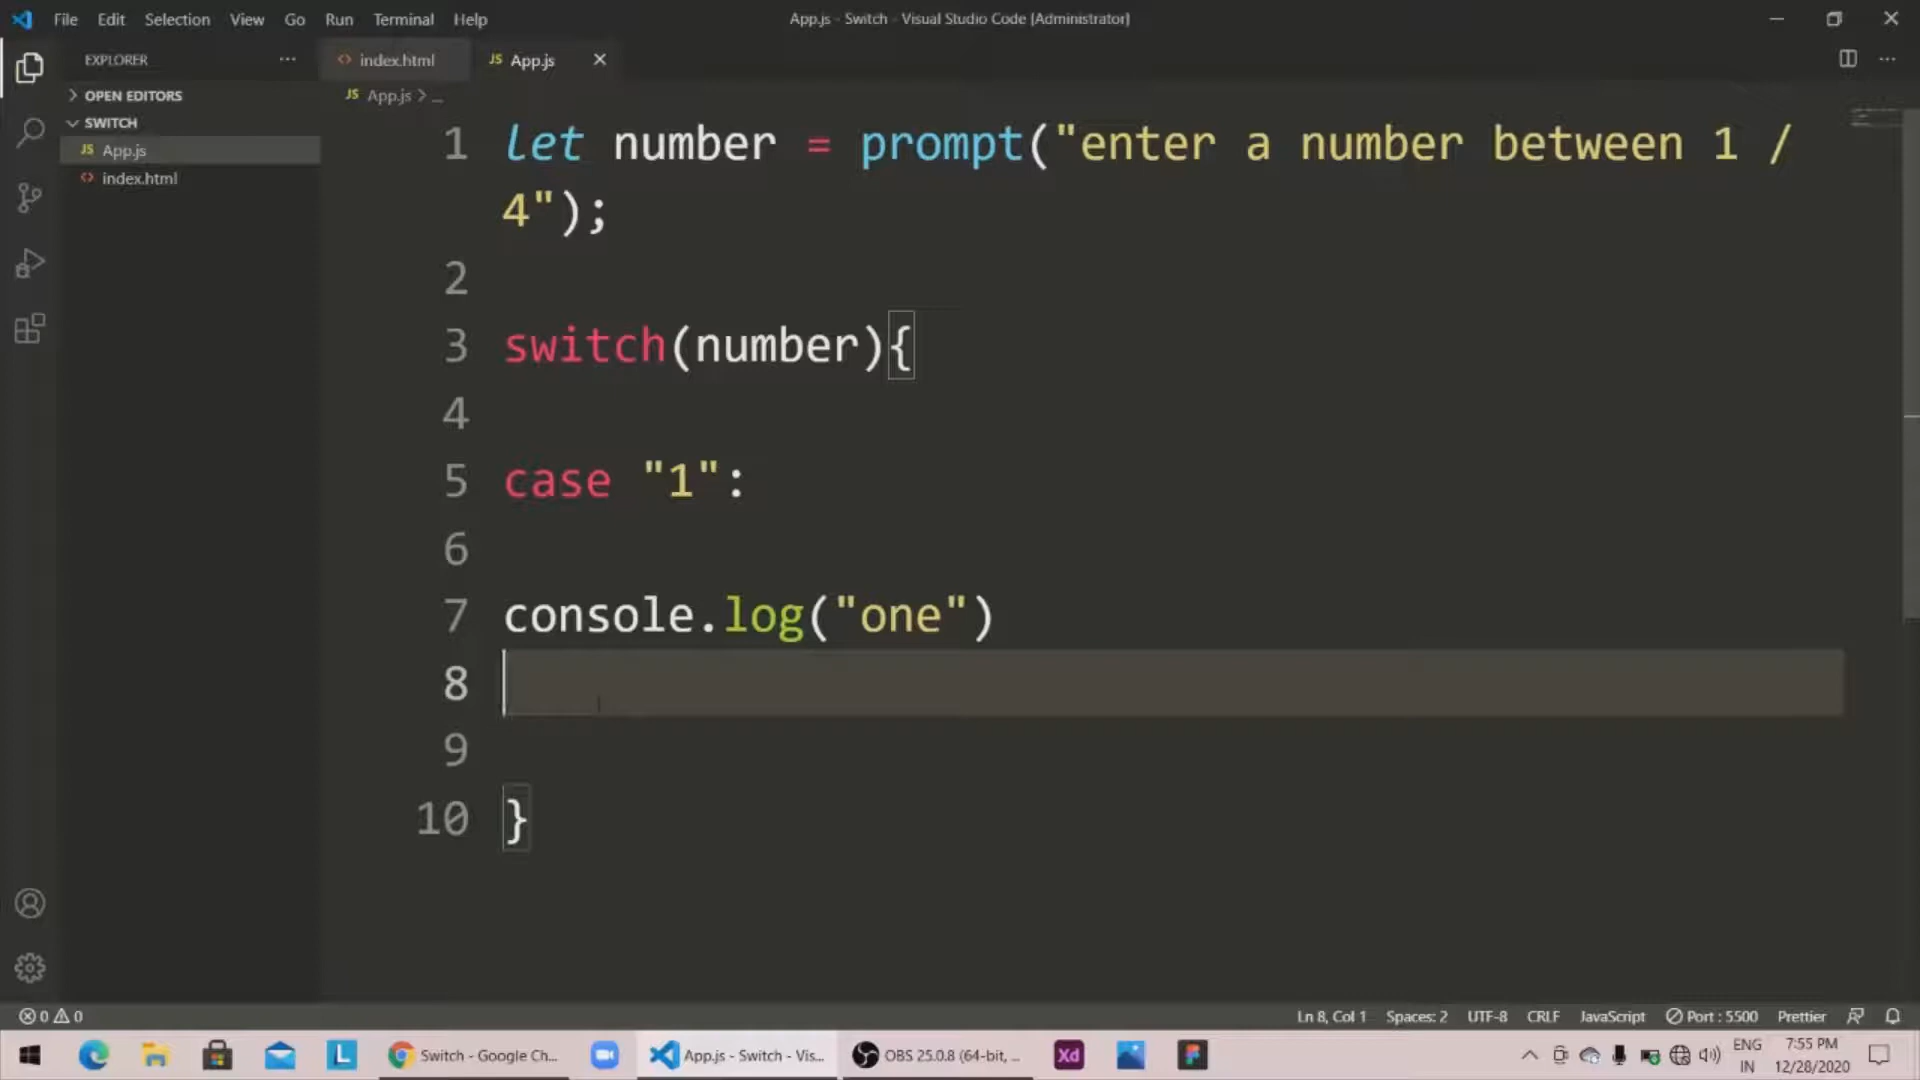 File Edit Selection View Go Run Terminal Help
App.js - Switch - Visual Studio Code [Administrator]
EXPLORER
index.html
JS App.js
OPEN EDITORS
JS App.js > ...
SWITCH
JS App.js
index.html
1 let number = prompt("enter a number between 1 /
4");
2
3 switch(number){
4
5 case "1":
6
7 console.log("one")
8
9
10 }
0 0
Ln 8, Col 1 Spaces: 2 UTF-8 CRLF JavaScript Port : 5500 Prettier
L
Switch - Google Ch...
App.js - Switch - Vis...
OBS 25.0.8 (64-bit, ...
Xd
ENG
IN
7:55 PM
12/28/2020